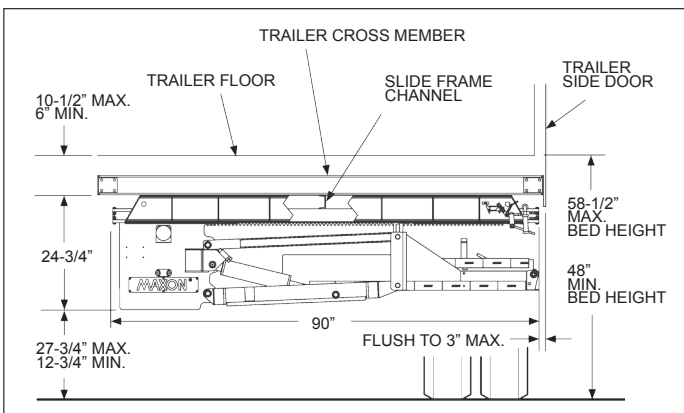 TRAILER CROSS MEMBER
TRAILER FLOOR
SLIDE FRAME
CHANNEL
TRAILER
SIDE DOOR
10-1/2” MAX.
6” MIN.
58-1/2”
MAX.
BED HEIGHT
24-3/4”
MAXON
48”
MIN.
BED HEIGHT
90”
FLUSH TO 3” MAX.
27-3/4” MAX.
12-3/4” MIN.